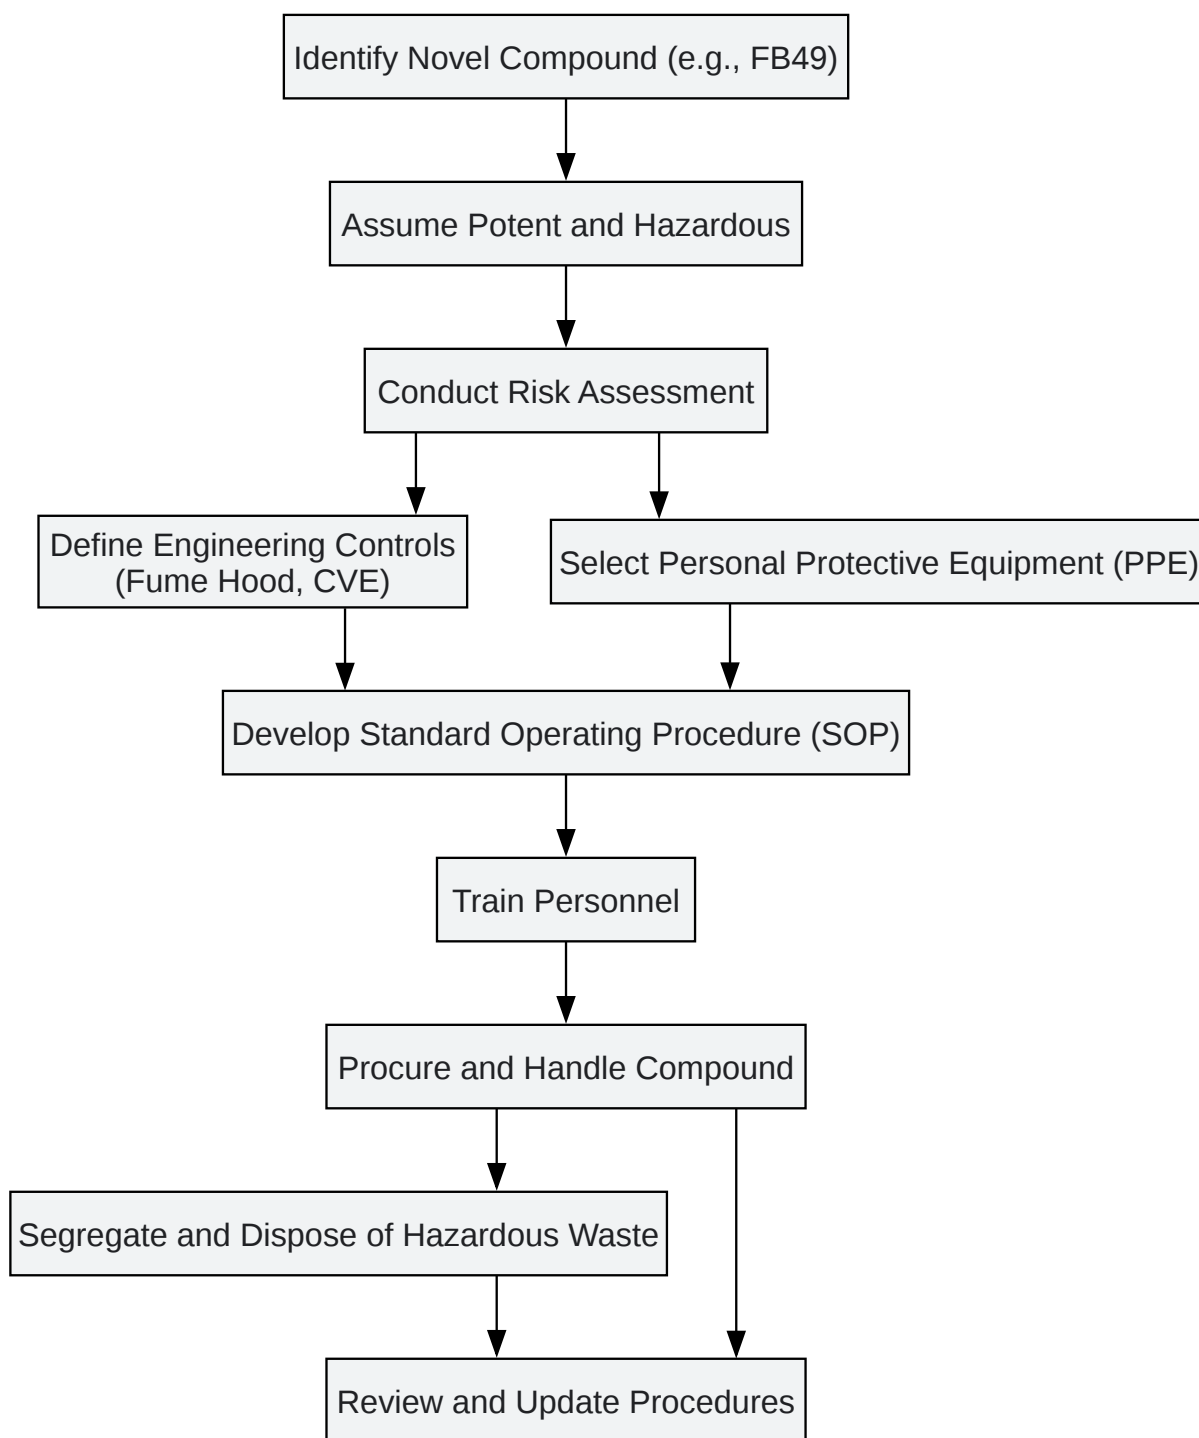 Identify Novel Compound (e.g., FB49)
Assume Potent and Hazardous
Conduct Risk Assessment
Define Engineering Controls
(Fume Hood, CVE)
Select Personal Protective Equipment (PPE)
Develop Standard Operating Procedure (SOP)
Train Personnel
Procure and Handle Compound
Segregate and Dispose of Hazardous Waste
Review and Update Procedures